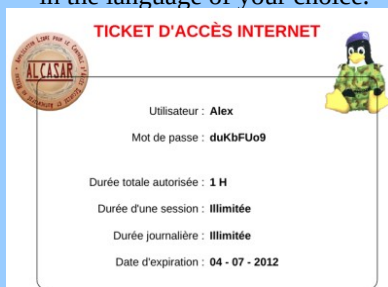 in the language of your choice.
TICKET D'ACCÈS INTERNET
ALCASAR
Utilisateur : Alex
Mot de passe : duKbFUo9
Durée totale autorisée : 1 H
Durée d'une session : Illimitée
Durée journalière : Illimitée
Date d'expiration : 04 - 07 - 2012